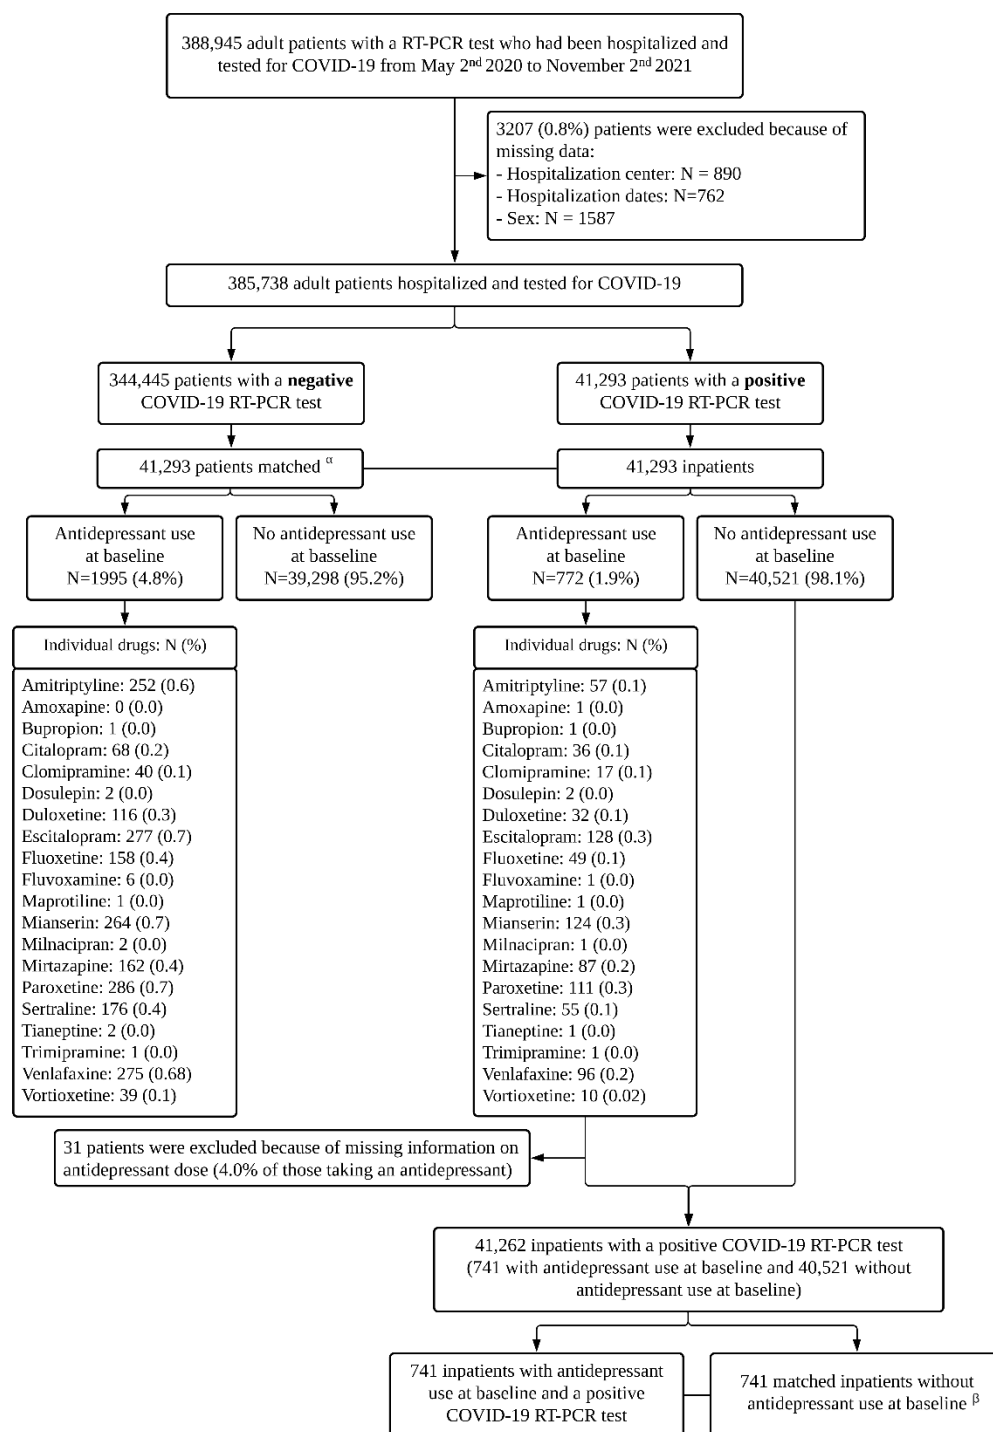 388,945 adult patients with a RT-PCR test who had been hospitalized and
tested for COVID-19 from May 2nd 2020 to November 2nd 2021
3207 (0.8%) patients were excluded because of
missing data:
- Hospitalization center: N = 890
- Hospitalization dates: N=762
- Sex: N = 1587
385,738 adult patients hospitalized and tested for COVID-19
344,445 patients with a negative
COVID-19 RT-PCR test
41,293 patients with a positive
COVID-19 RT-PCR test
41,293 patients matched α
41,293 inpatients
Antidepressant use
at baseline
N=1995 (4.8%)
No antidepressant use
at basseline
N=39,298 (95.2%)
Antidepressant use
at baseline
N=772 (1.9%)
No antidepressant use
at baseline
N=40,521 (98.1%)
Individual drugs: N (%)
Amitriptyline: 252 (0.6)
Amoxapine: 0 (0.0)
Bupropion: 1 (0.0)
Citalopram: 68 (0.2)
Clomipramine: 40 (0.1)
Dosulepin: 2 (0.0)
Duloxetine: 116 (0.3)
Escitalopram: 277 (0.7)
Fluoxetine: 158 (0.4)
Fluvoxamine: 6 (0.0)
Maprotiline: 1 (0.0)
Mianserin: 264 (0.7)
Milnacipran: 2 (0.0)
Mirtazapine: 162 (0.4)
Paroxetine: 286 (0.7)
Sertraline: 176 (0.4)
Tianeptine: 2 (0.0)
Trimipramine: 1 (0.0)
Venlafaxine: 275 (0.68)
Vortioxetine: 39 (0.1)
Individual drugs: N (%)
Amitriptyline: 57 (0.1)
Amoxapine: 1 (0.0)
Bupropion: 1 (0.0)
Citalopram: 36 (0.1)
Clomipramine: 17 (0.1)
Dosulepin: 2 (0.0)
Duloxetine: 32 (0.1)
Escitalopram: 128 (0.3)
Fluoxetine: 49 (0.1)
Fluvoxamine: 1 (0.0)
Maprotiline: 1 (0.0)
Mianserin: 124 (0.3)
Milnacipran: 1 (0.0)
Mirtazapine: 87 (0.2)
Paroxetine: 111 (0.3)
Sertraline: 55 (0.1)
Tianeptine: 1 (0.0)
Trimipramine: 1 (0.0)
Venlafaxine: 96 (0.2)
Vortioxetine: 10 (0.02)
31 patients were excluded because of missing information on
antidepressant dose (4.0% of those taking an antidepressant)
41,262 inpatients with a positive COVID-19 RT-PCR test
(741 with antidepressant use at baseline and 40,521 without
antidepressant use at baseline)
741 inpatients with antidepressant
use at baseline and a positive
COVID-19 RT-PCR test
741 matched inpatients without
antidepressant use at baseline β